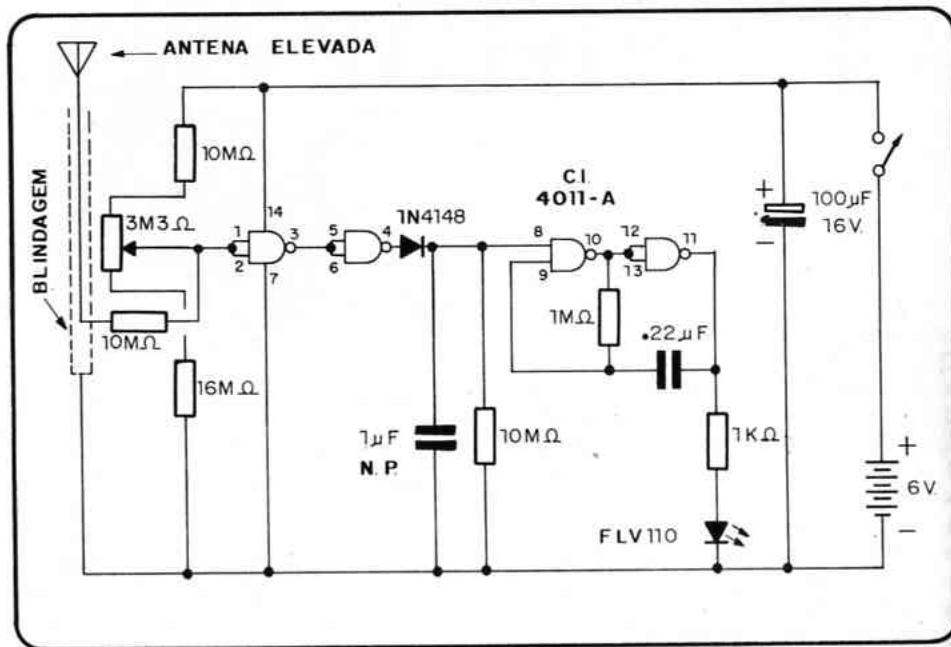 ANTENA ELEVADA
BLINDAGEM
10MΩ
3M3Ω
10MΩ
16MΩ
14
1
2
3
7
5
6
4
1N4148
1µF
N.P.
10MΩ
C.I.
4011-A
8
9
10
12
13
11
1MΩ
.22µF
1KΩ
FLV110
+
100µF
16V.
-
+
6V.
-